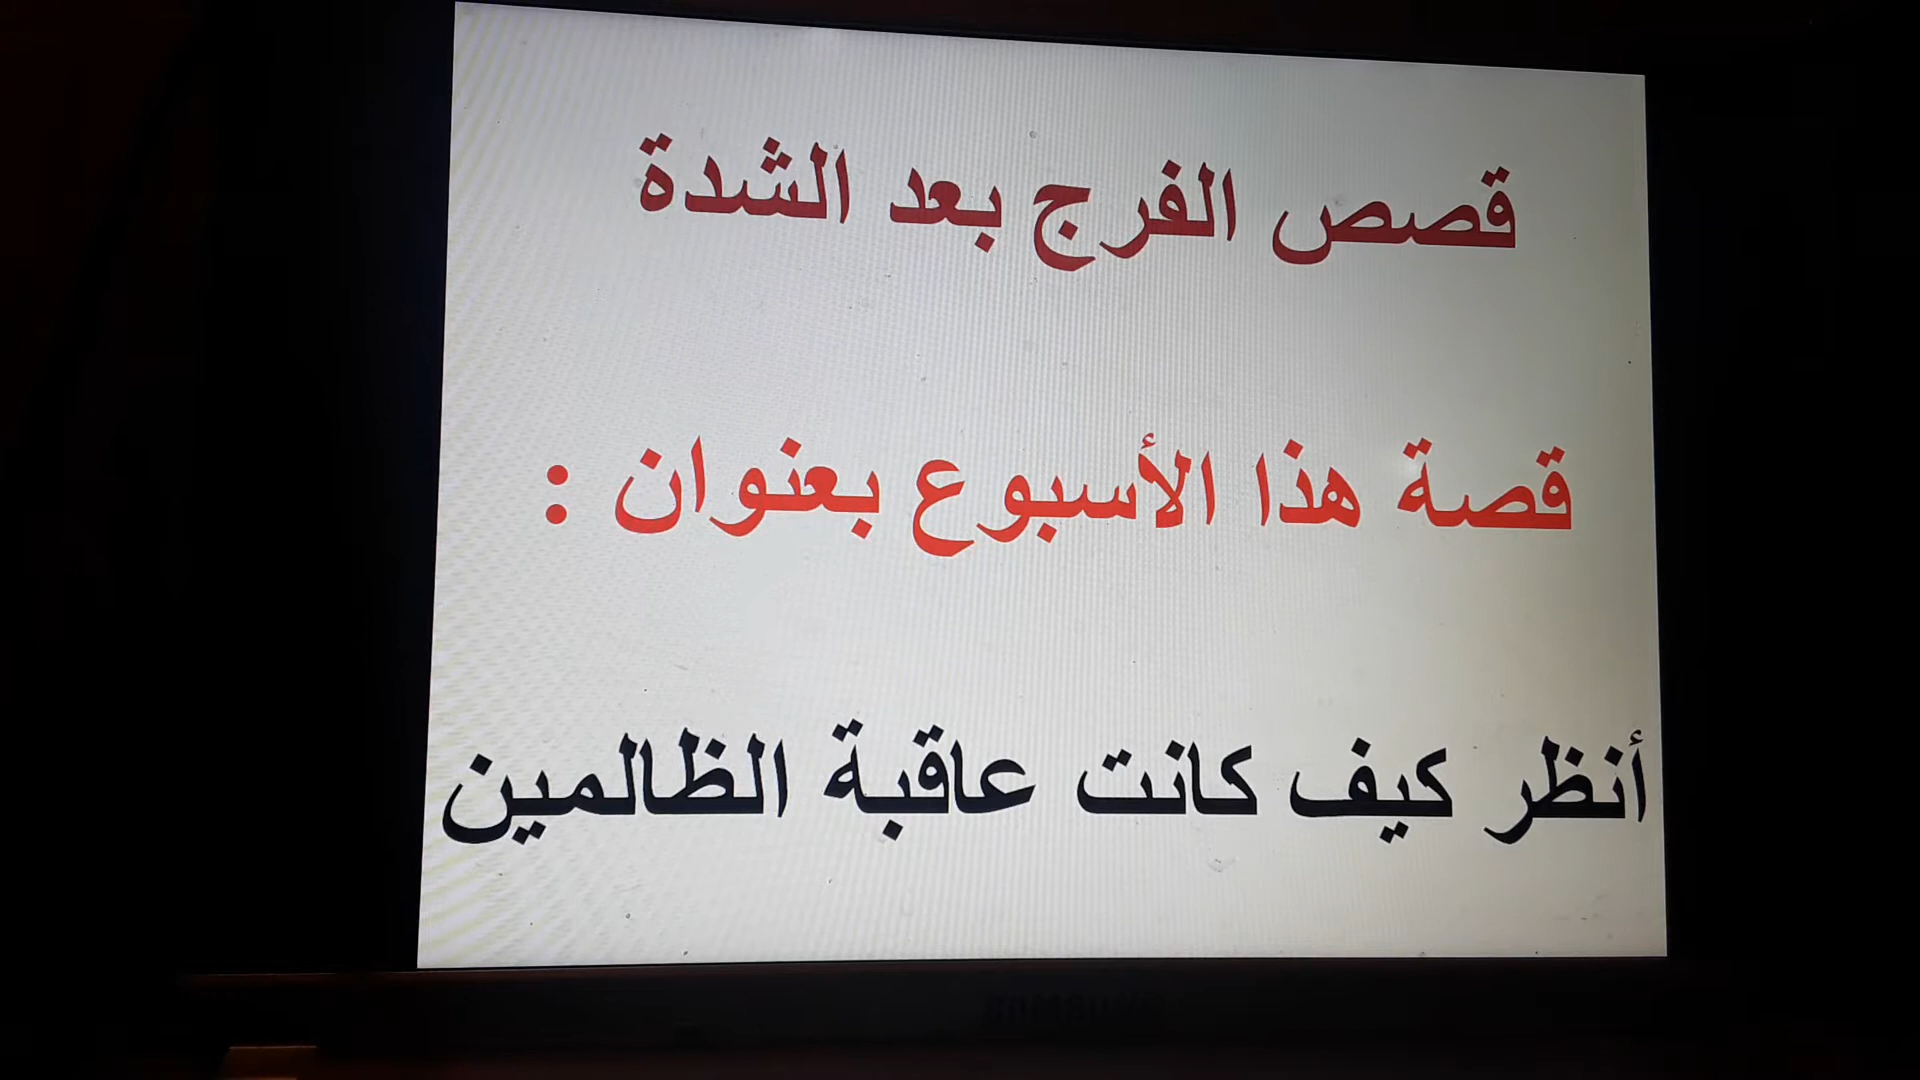 قصص الفرج بعد الشدة
قصة هذا الأسبوع بعنوان :
أنظر كيف كانت عاقبة الظالمين